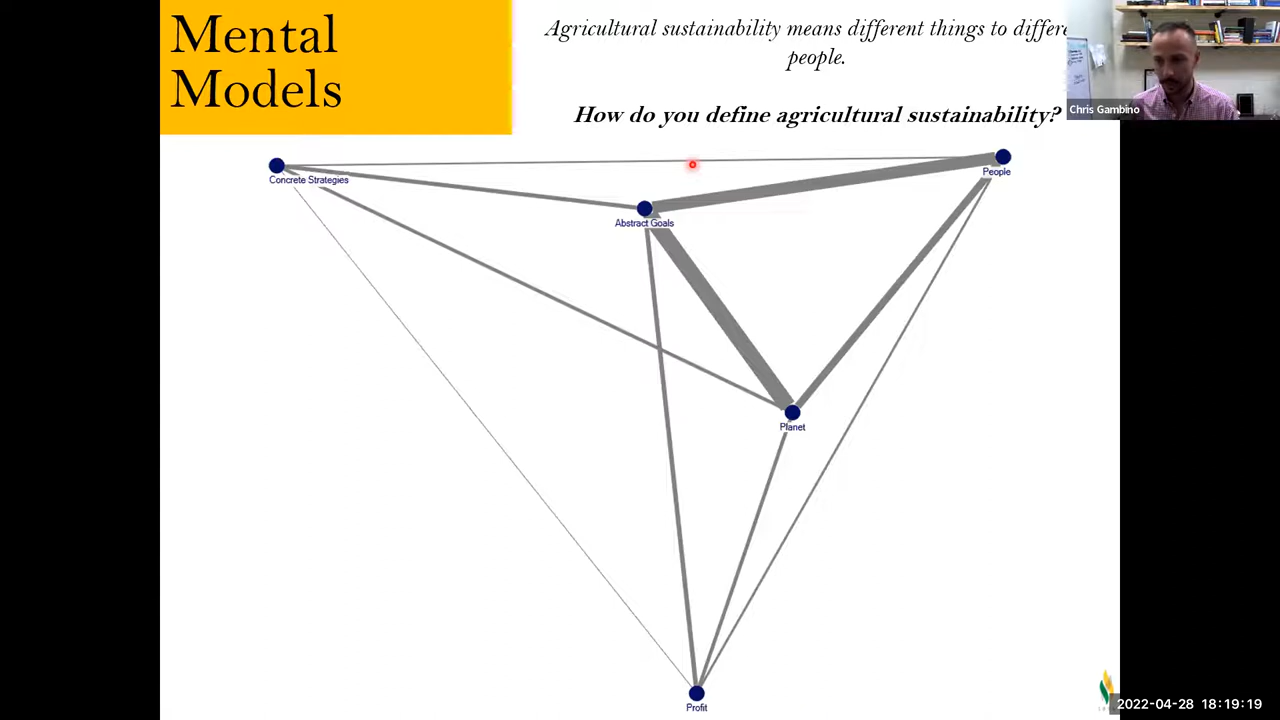 Mental
Models
Agricultural sustainability means different things to differe
people.
How do you define agricultural sustainability?
Chris Gambino
Concrete Strategies
People
Abstract Goals
Planet
Profit
2022-04-28 18:19:19